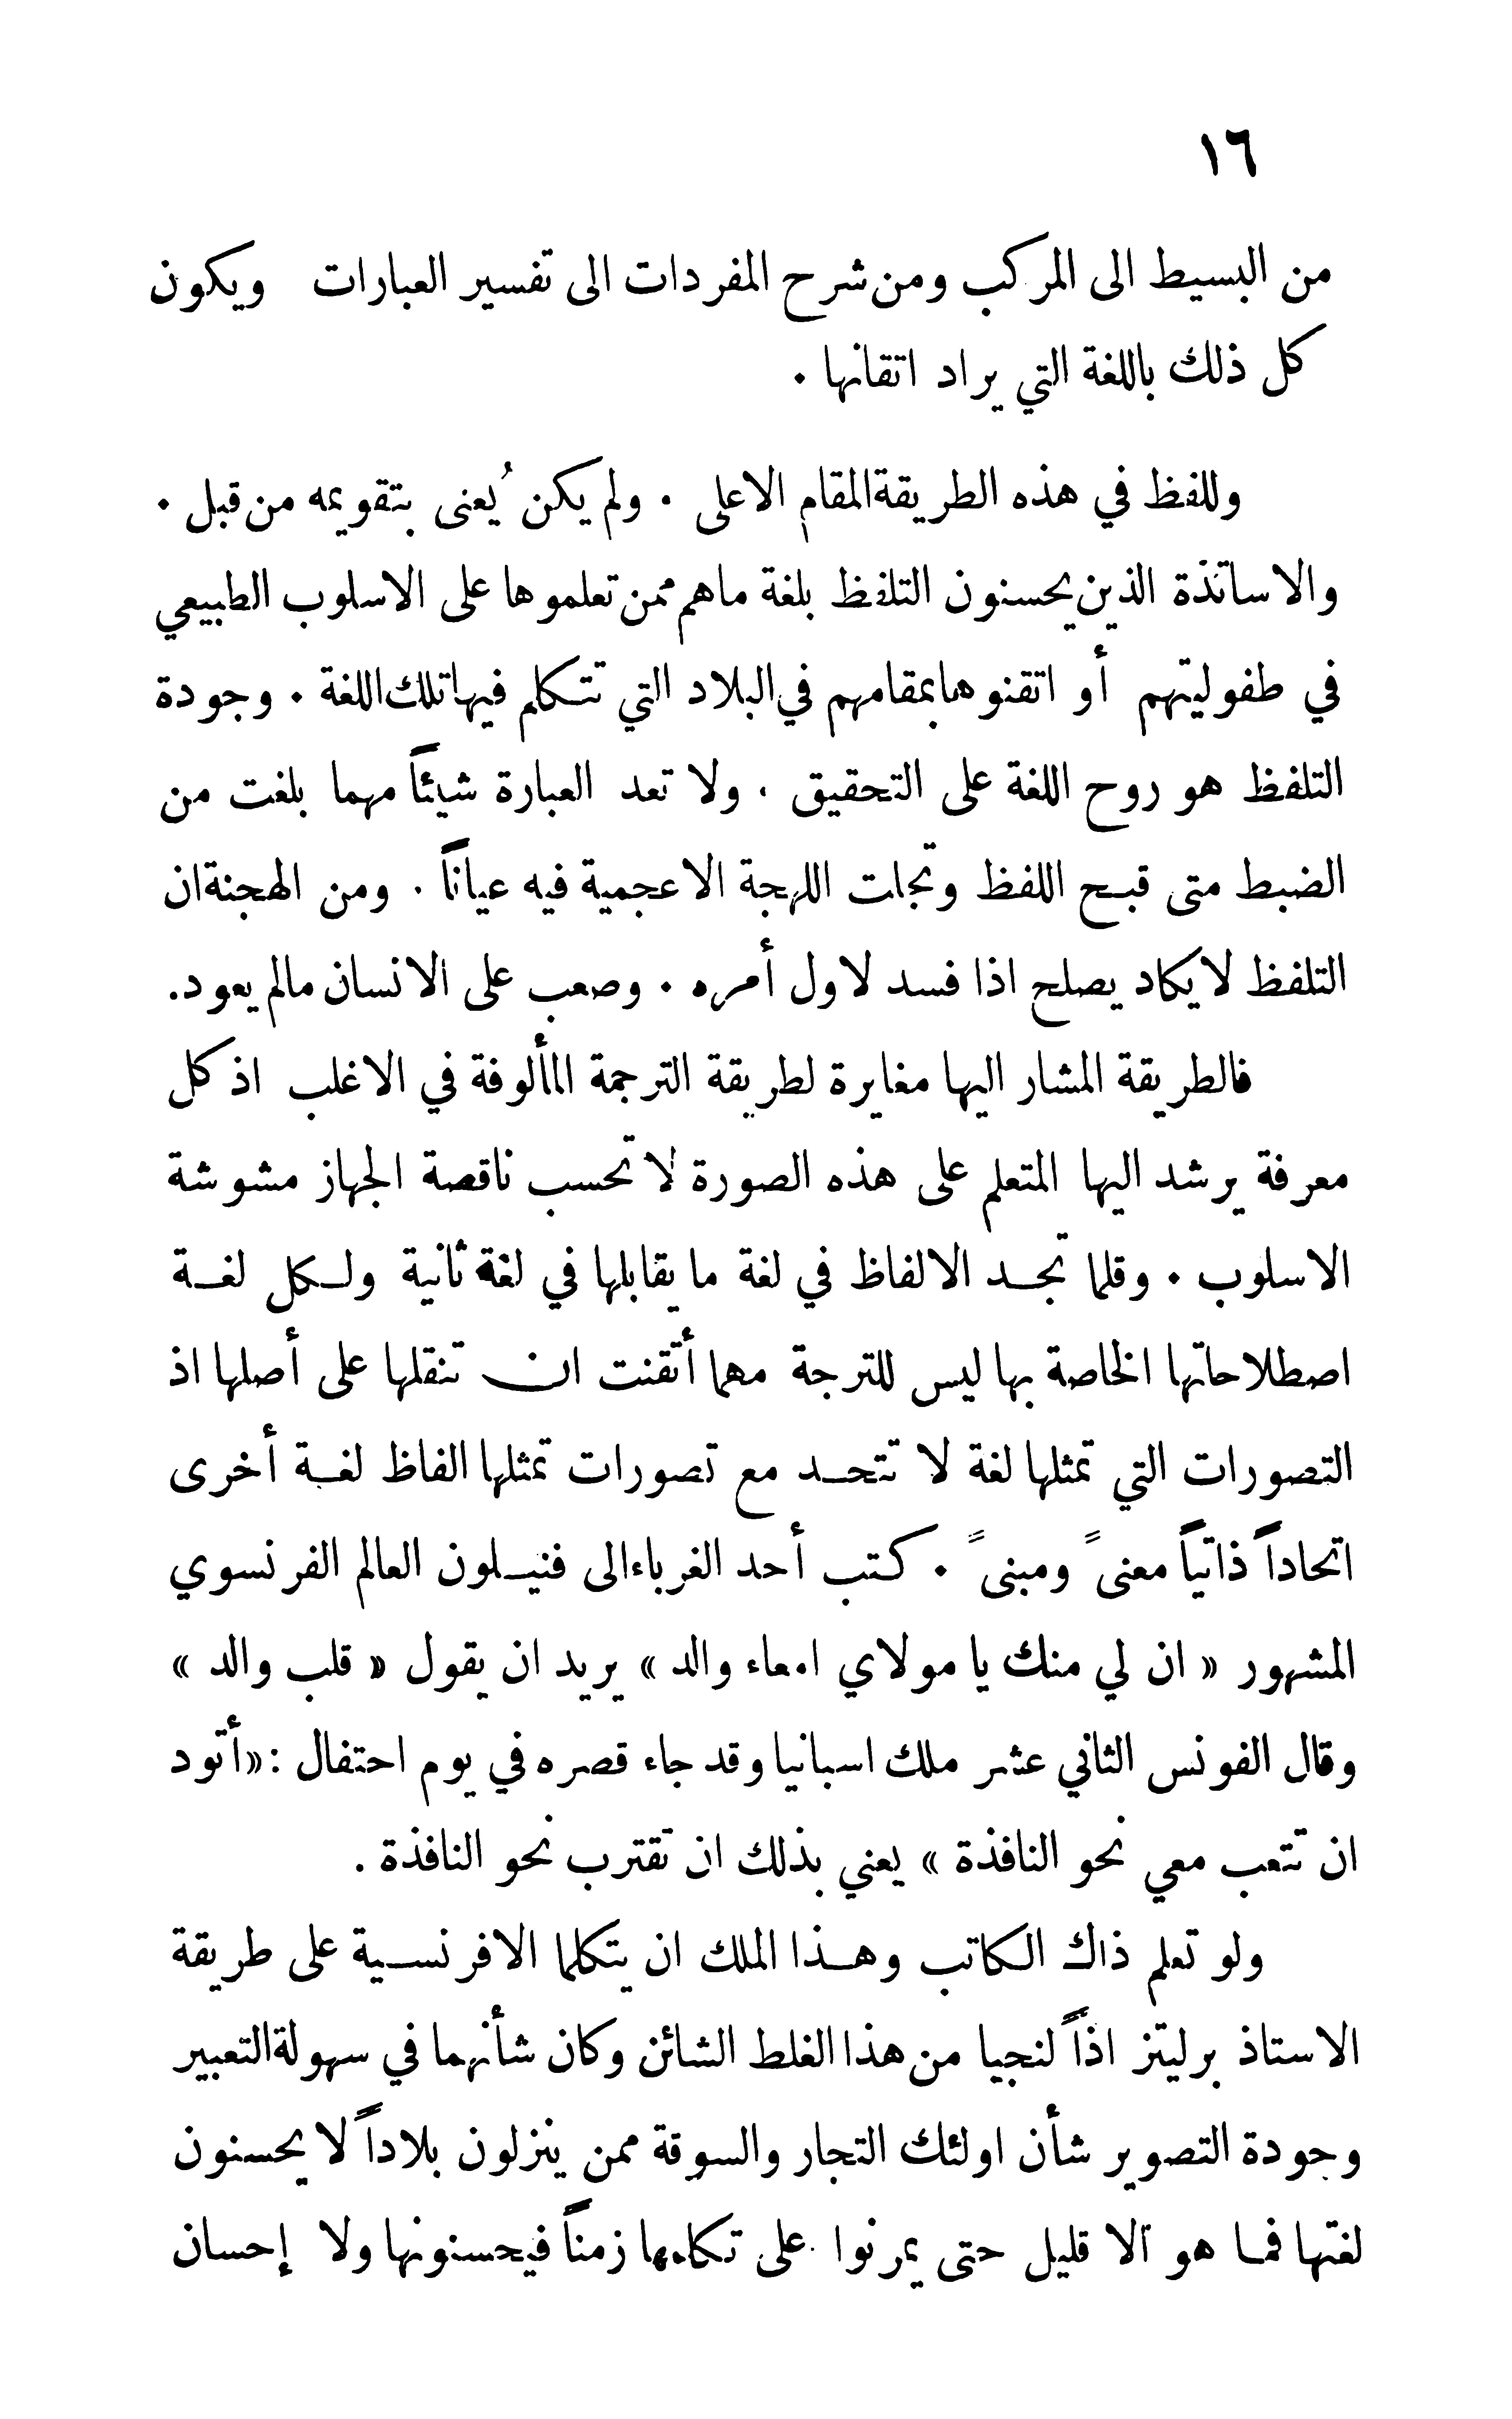 ١٦
من البسيط الى المركب ومن شرح المفردات الى تفسير العبارات ويكون
كل ذلك باللغة التي يراد اتقانها .
وللفظ في هذه الطريقة المقام الاعلى . ولم يكن يُعنى بتقويمه من قبل .
والاساتذة الذين يحسنون التلفظ بلغة ماهم ممن تعلموها على الاسلوب الطبيعي
في طفوليتهم أو اتقنوها بمقامهم في البلاد التي تتكلم فيها تلك اللغة . وجودة
التلفظ هو روح اللغة على التحقيق . ولا تعد العبارة شيئاً مهما بلغت من
الضبط متى قبح اللفظ وتجلت اللهجة الاعجمية فيه عياناً . ومن الهجنة ان
التلفظ لايكاد يصلح اذا فسد لاول أمره . وصعب على الانسان مالم يعود.
فالطريقة المشار اليها مغايرة لطريقة الترجمة المألوفة في الاغلب اذ كل
معرفة يرشد اليها المتعلم على هذه الصورة لا تحسب ناقصة الجهاز مشوشة
الاسلوب . وقلما تجد الالفاظ في لغة ما يقابلها في لغة ثانية ولكل لغة
اصطلاحاتها الخاصة بها ليس للترجة مهما أتقنت ان تنقلها على أصلها اذ
التصورات التي تمثلها لغة لا تتحد مع تصورات تمثلها الفاظ لغة أخرى
اتحاداً ذاتياً معنىً ومبنىً . كتب أحد الغرباء الى فنيلون العالم الفرنسوي
المشهور « ان لي منك يا مولاي امعاء والد » يريد ان يقول « قلب والد »
وقال الفونس الثاني عشر ملك اسبانيا وقد جاء قصره في يوم احتفال :«أتود
ان تتعب معي نحو النافذة » يعني بذلك ان تقترب نحو النافذة .
ولو تعلم ذاك الكاتب وهذا الملك ان يتكلما الافرنسية على طريقة
الاستاذ برليتز اذاً لنجيا من هذا الغلط الشائن وكان شأنهما في سهولة التعبير
وجودة التصوير شأن اولئك التجار والسوقة ممن ينزلون بلاداً لا يحسنون
لغتها فما هو الا قليل حتى يمرنوا على تكلمها زمناً فيحسنونها ولا إحسان